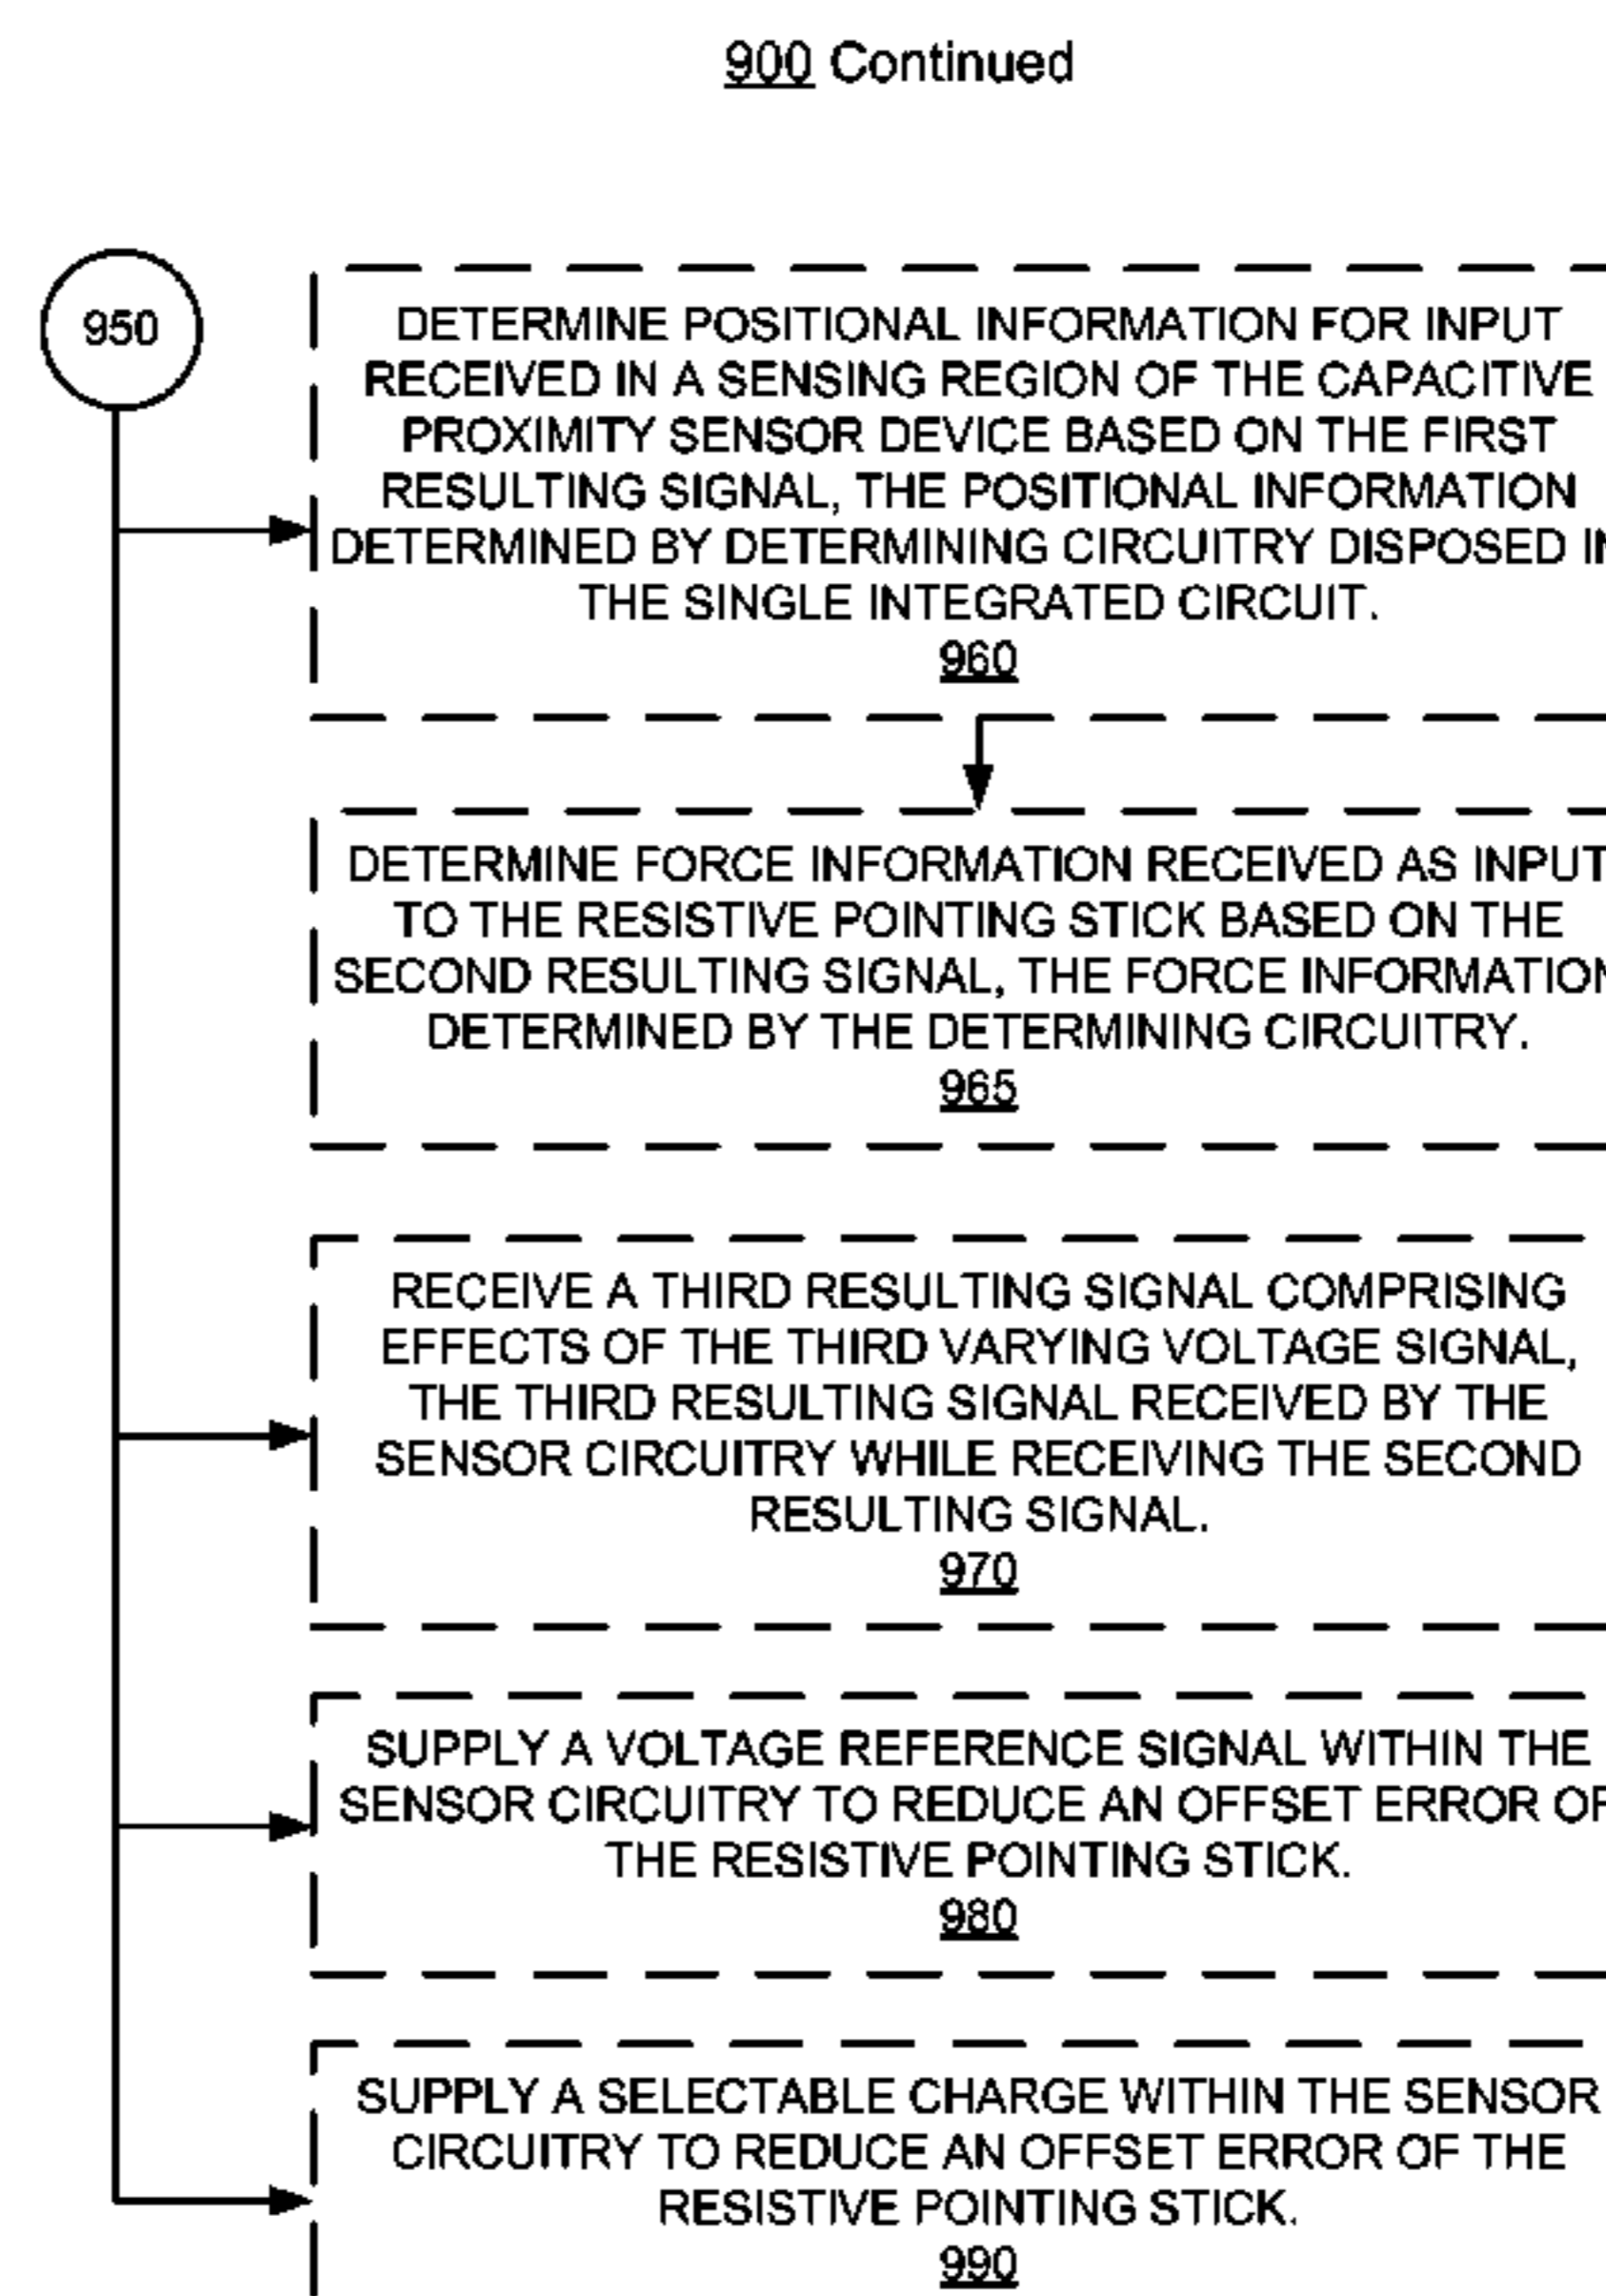 900 Continued
950
DETERMINE POSITIONAL INFORMATION FOR INPUT
RECEIVED IN A SENSING REGION OF THE CAPACITIVE
PROXIMITY SENSOR DEVICE BASED ON THE FIRST
RESULTING SIGNAL, THE POSITIONAL INFORMATION
DETERMINED BY DETERMINING CIRCUITRY DISPOSED IN
THE SINGLE INTEGRATED CIRCUIT.
960
DETERMINE FORCE INFORMATION RECEIVED AS INPUT
TO THE RESISTIVE POINTING STICK BASED ON THE
SECOND RESULTING SIGNAL, THE FORCE INFORMATION
DETERMINED BY THE DETERMINING CIRCUITRY.
965
RECEIVE A THIRD RESULTING SIGNAL COMPRISING
EFFECTS OF THE THIRD VARYING VOLTAGE SIGNAL,
THE THIRD RESULTING SIGNAL RECEIVED BY THE
SENSOR CIRCUITRY WHILE RECEIVING THE SECOND
RESULTING SIGNAL.
970
SUPPLY A VOLTAGE REFERENCE SIGNAL WITHIN THE
SENSOR CIRCUITRY TO REDUCE AN OFFSET ERROR OF
THE RESISTIVE POINTING STICK.
980
SUPPLY A SELECTABLE CHARGE WITHIN THE SENSOR
CIRCUITRY TO REDUCE AN OFFSET ERROR OF THE
RESISTIVE POINTING STICK.
990